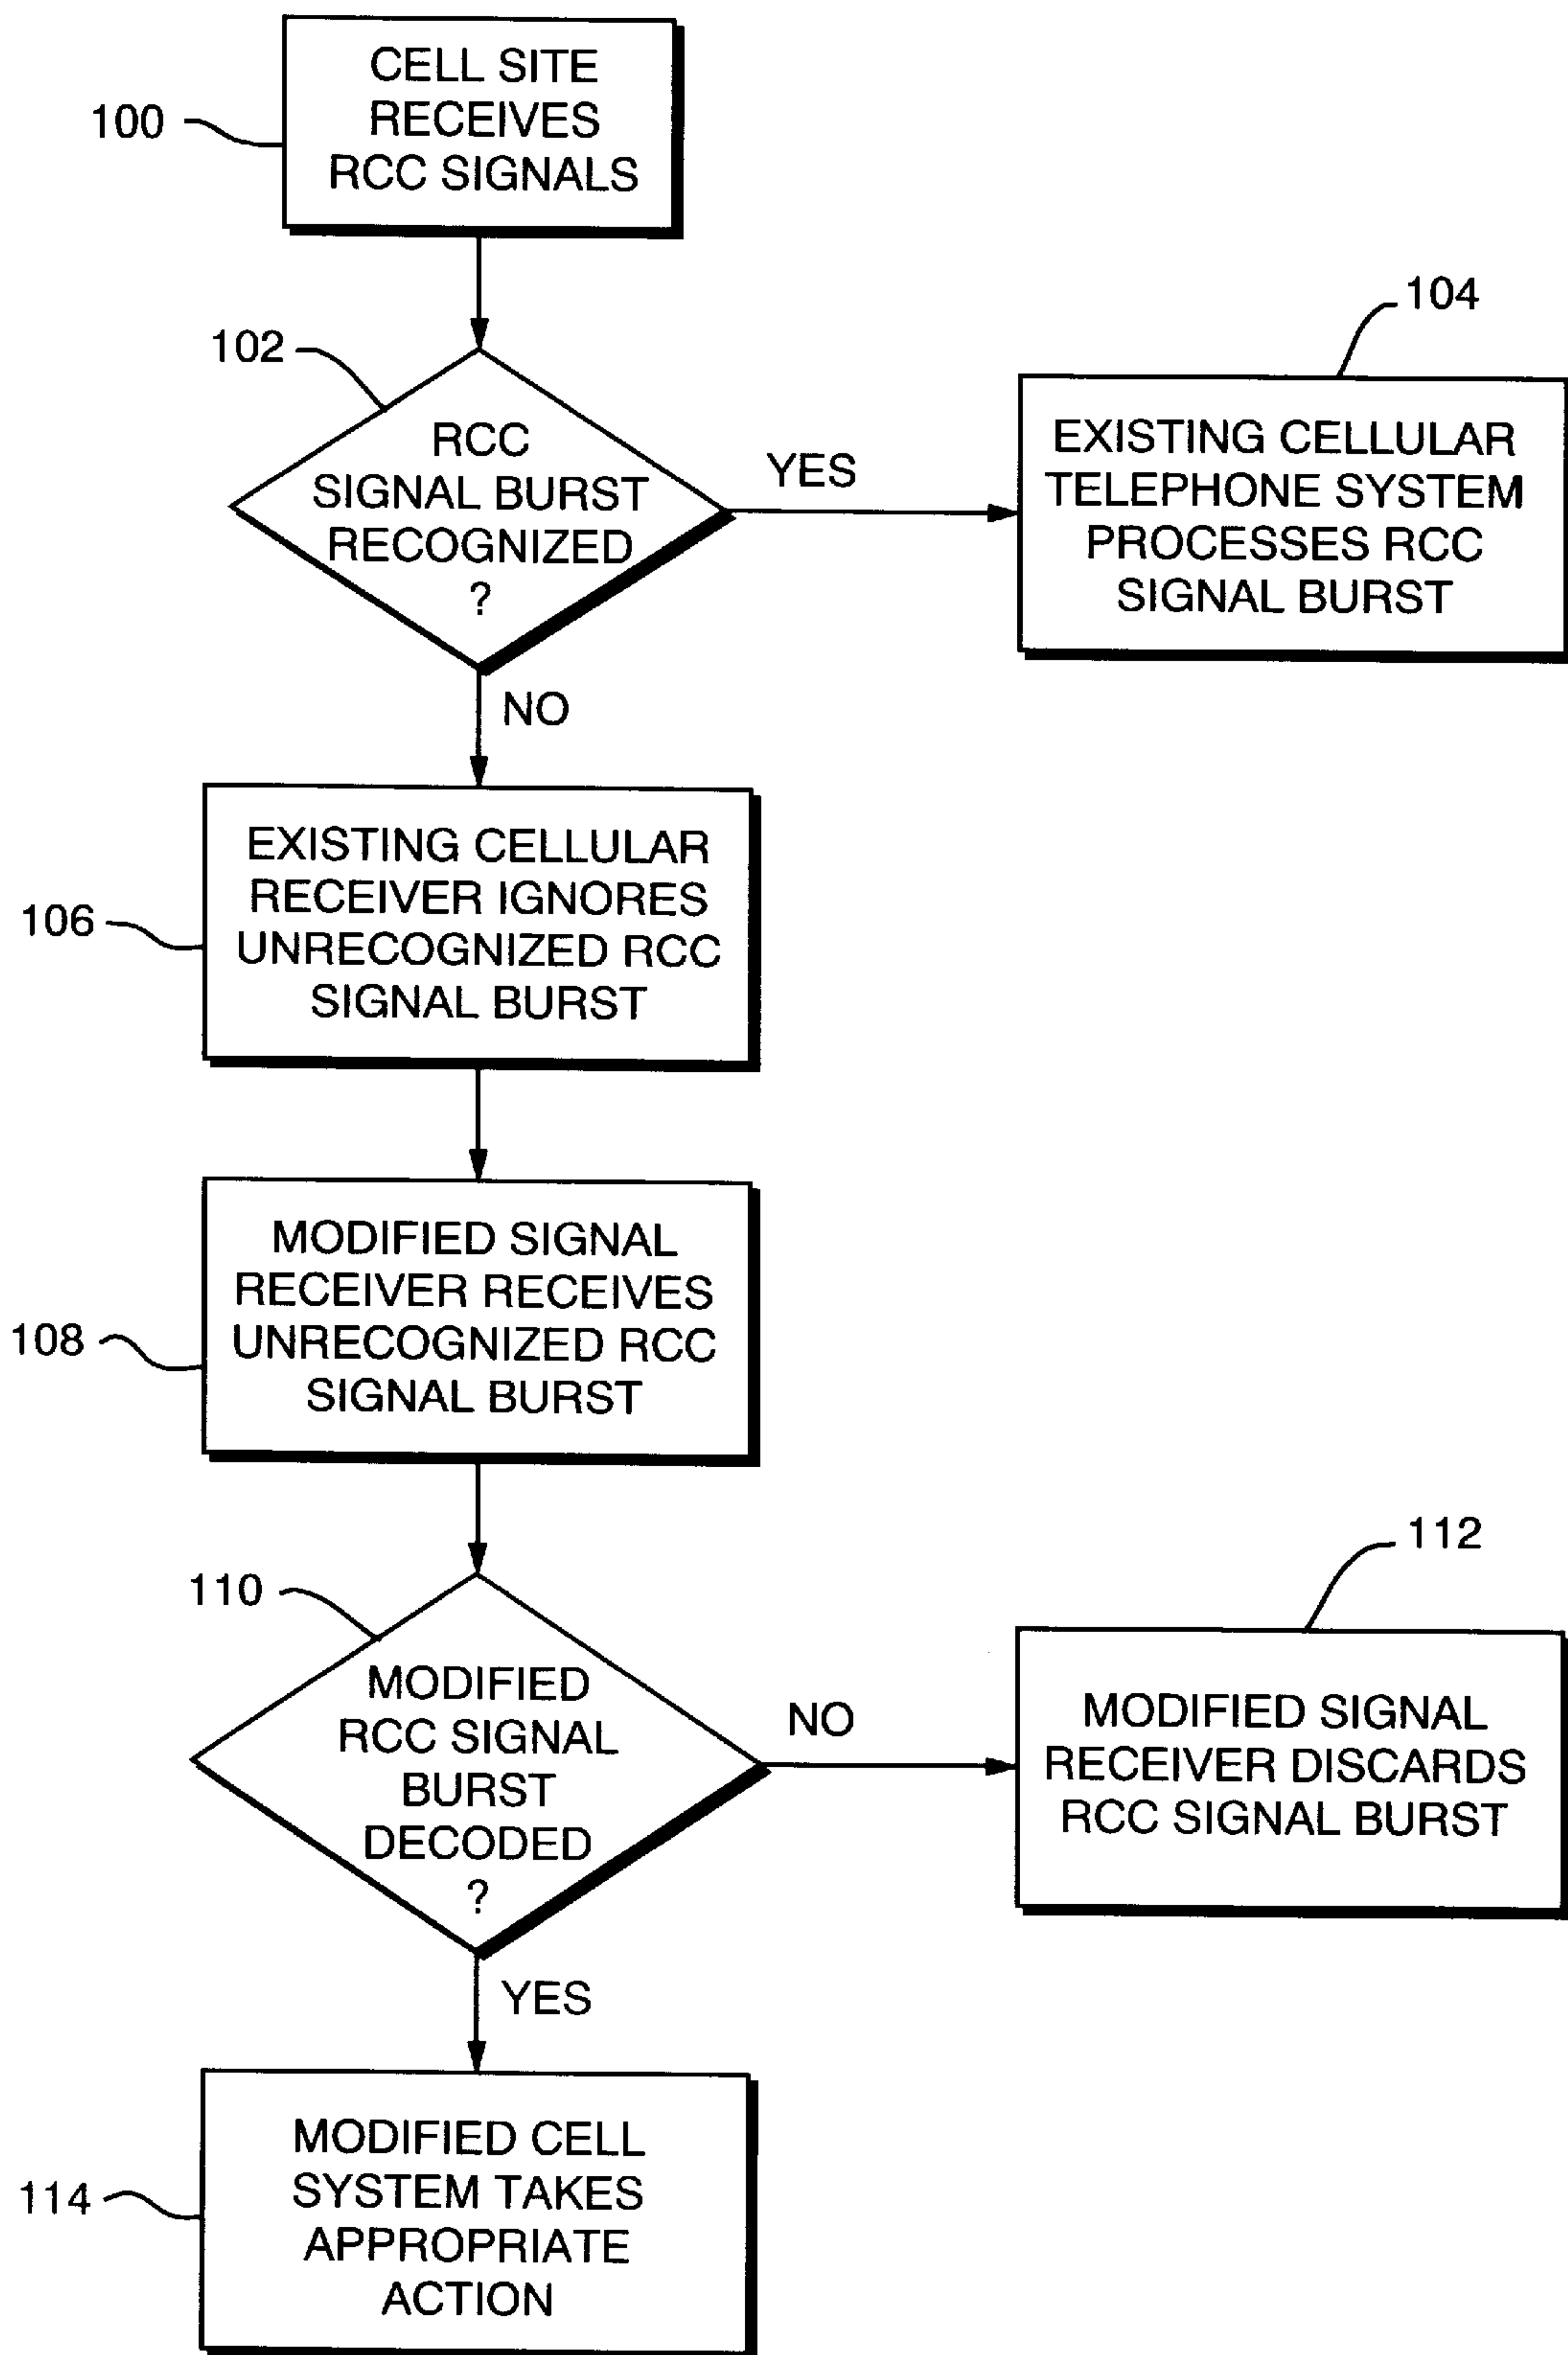 CELL SITE
RECEIVES
RCC SIGNALS
100
102
RCC
SIGNAL BURST
RECOGNIZED
?
YES
104
EXISTING CELLULAR
TELEPHONE SYSTEM
PROCESSES RCC
SIGNAL BURST
NO
106
EXISTING CELLULAR
RECEIVER IGNORES
UNRECOGNIZED RCC
SIGNAL BURST
108
MODIFIED SIGNAL
RECEIVER RECEIVES
UNRECOGNIZED RCC
SIGNAL BURST
110
MODIFIED
RCC SIGNAL
BURST
DECODED
?
NO
112
MODIFIED SIGNAL
RECEIVER DISCARDS
RCC SIGNAL BURST
YES
114
MODIFIED CELL
SYSTEM TAKES
APPROPRIATE
ACTION